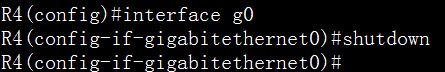 R4(config)#interface g0
R4(config-if-gigabitethernet0)#shutdown
R4(config-if-gigabitethernet0)#